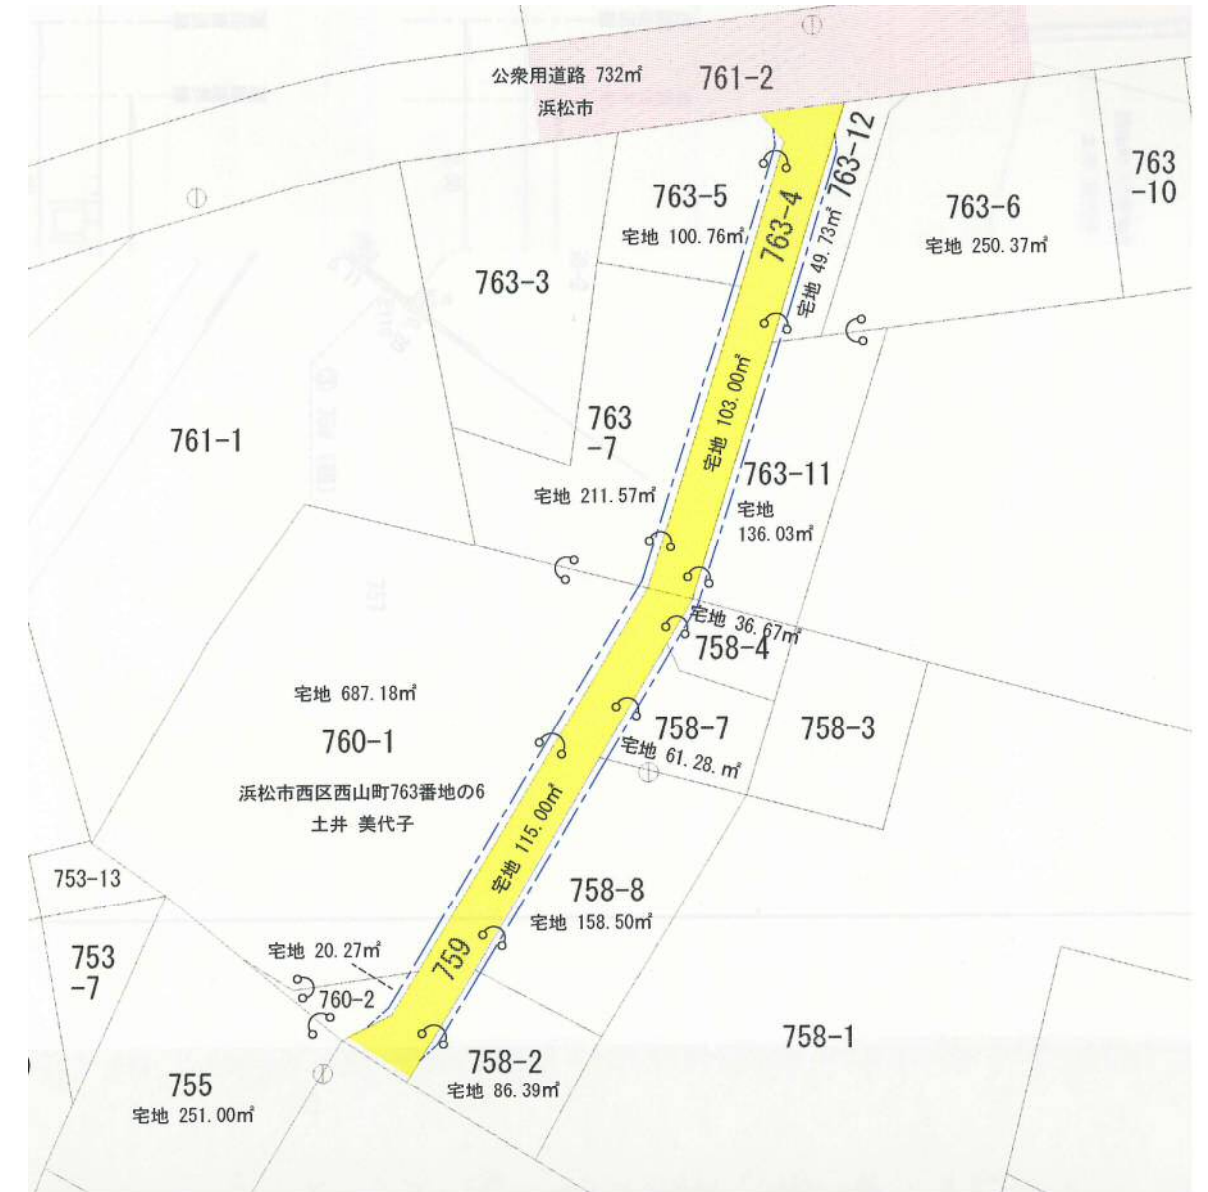 公衆用道路 732㎡
浜松市
761-2
763-12
宅地 49.73㎡
763-5
宅地 100.76㎡
763-4
宅地 103.00㎡
763-6
宅地 250.37㎡
763
-10
763-3
763
-7
宅地 211.57㎡
761-1
763-11
宅地
136.03㎡
宅地 36.67㎡
758-4
758-7
宅地 61.28.㎡
758-3
宅地 687.18㎡
760-1
浜松市西区西山町763番地の6
土井 美代子
宅地 115.00㎡
759
758-8
宅地 158.50㎡
753-13
753
-7
宅地 20.27㎡
760-2
758-2
宅地 86.39㎡
758-1
755
宅地 251.00㎡